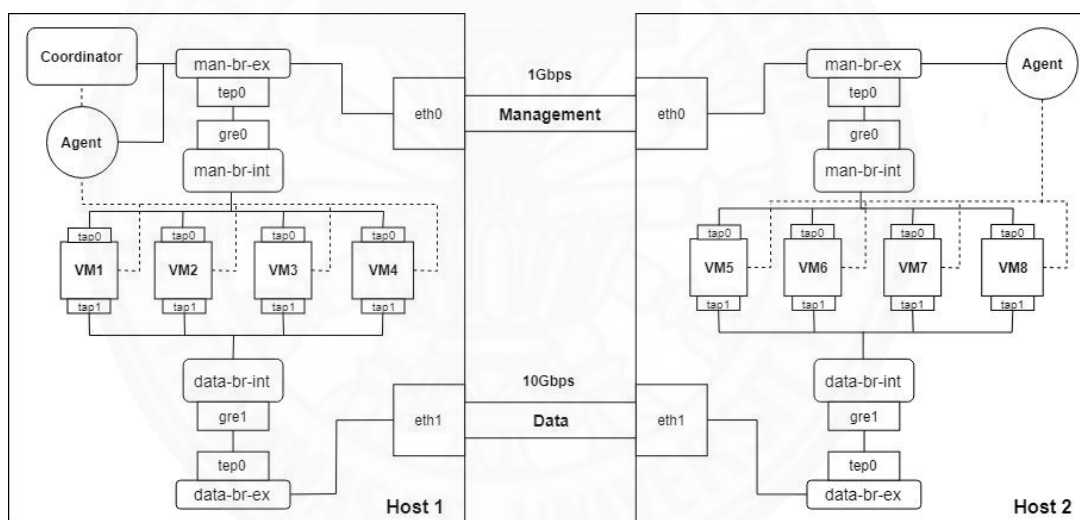 Coordinator
man-br-ex
tep0
Agent
gre0
man-br-int
eth0
1Gbps
Management
eth0
man-br-ex
tep0
Agent
gre0
man-br-int
tap0
tap0
tap0
tap0
VM1
VM2
VM3
VM4
tap1
tap1
tap1
tap1
tap0
tap0
tap0
tap0
VM5
VM6
VM7
VM8
tap1
tap1
tap1
tap1
data-br-int
gre1
tep0
data-br-ex
eth1
10Gbps
Data
eth1
data-br-int
gre1
tep0
data-br-ex
Host 1
Host 2